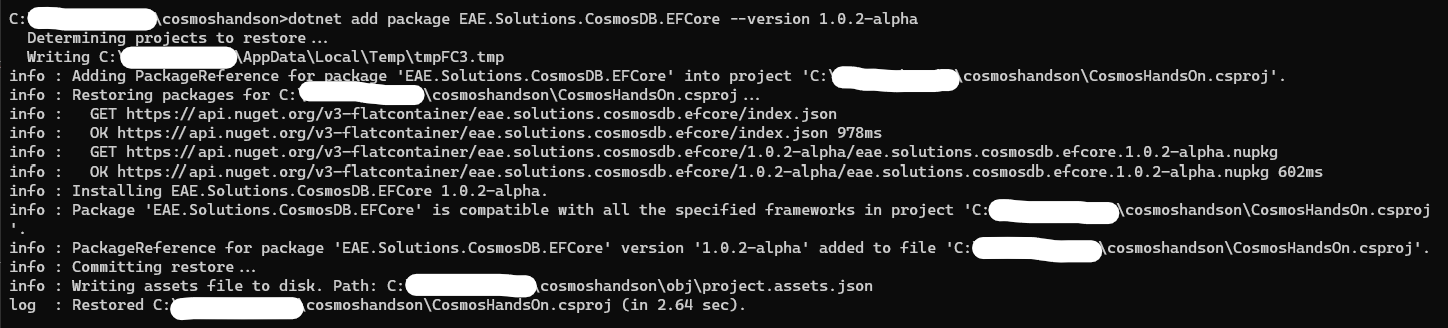 C:\cosmoshandson>dotnet add package EAE.Solutions.CosmosDB.EFCore --version 1.0.2-alpha
Determining projects to restore...
Writing C:\\AppData\Local\Temp\tmpFC3.tmp
info : Adding PackageReference for package 'EAE.Solutions.CosmosDB.EFCore' into project 'C:\\cosmoshandson\CosmosHandsOn.csproj'.
info : Restoring packages for C:\\cosmoshandson\CosmosHandsOn.csproj...
info :   GET https://api.nuget.org/v3-flatcontainer/eae.solutions.cosmosdb.efcore/index.json
info :   OK https://api.nuget.org/v3-flatcontainer/eae.solutions.cosmosdb.efcore/index.json 978ms
info :   GET https://api.nuget.org/v3-flatcontainer/eae.solutions.cosmosdb.efcore/1.0.2-alpha/eae.solutions.cosmosdb.efcore.1.0.2-alpha.nupkg
info :   OK https://api.nuget.org/v3-flatcontainer/eae.solutions.cosmosdb.efcore/1.0.2-alpha/eae.solutions.cosmosdb.efcore.1.0.2-alpha.nupkg 602ms
info : Installing EAE.Solutions.CosmosDB.EFCore 1.0.2-alpha.
info : Package 'EAE.Solutions.CosmosDB.EFCore' is compatible with all the specified frameworks in project 'C:\cosmoshandson\CosmosHandsOn.csproj
'.
info : PackageReference for package 'EAE.Solutions.CosmosDB.EFCore' version '1.0.2-alpha' added to file 'C:\cosmoshandson\CosmosHandsOn.csproj'.
info : Committing restore...
info : Writing assets file to disk. Path: C:\cosmoshandson\obj\project.assets.json
log  : Restored C:\\cosmoshandson\CosmosHandsOn.csproj (in 2.64 sec).